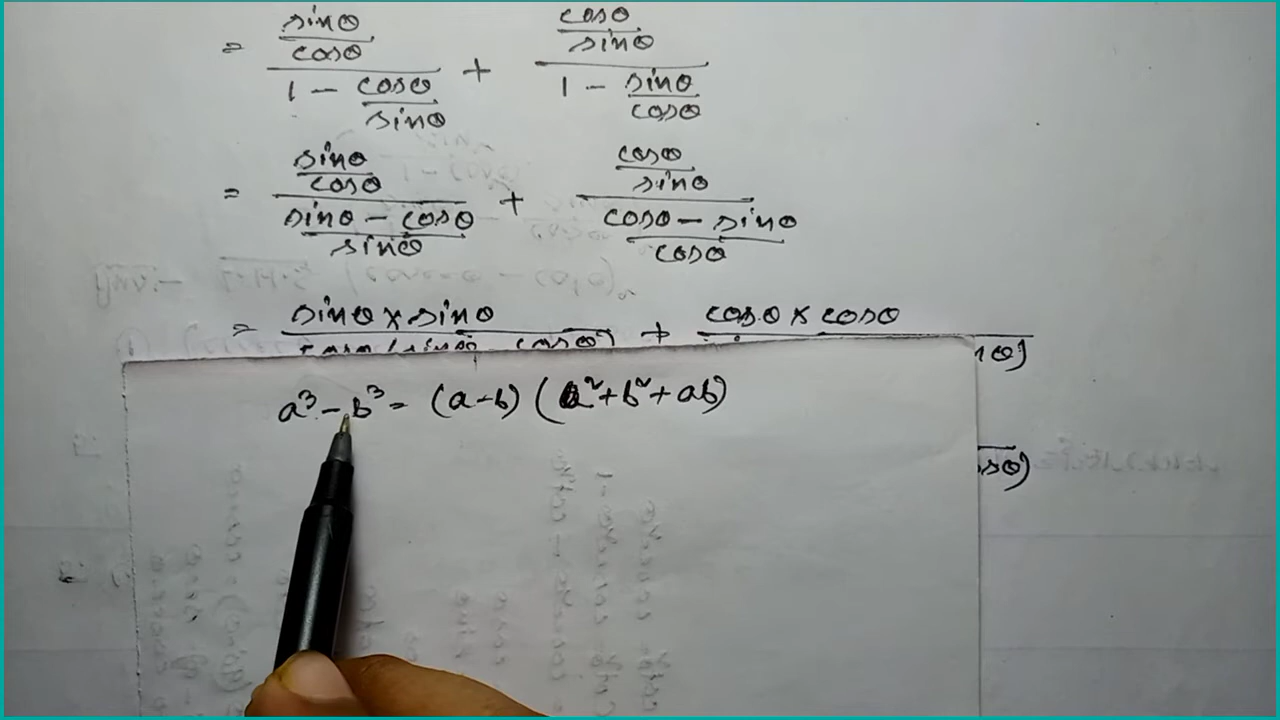 = (sinθ/cosθ)/(1 - cosθ/sinθ) + (cosθ/sinθ)/(1 - sinθ/cosθ)
= (sinθ/cosθ)/((sinθ - cosθ)/sinθ) + (cosθ/sinθ)/((cosθ - sinθ)/cosθ)
= sinθ × sinθ + cosθ × cosθ
a³ - b³ = (a-b) (a²+b²+ab)